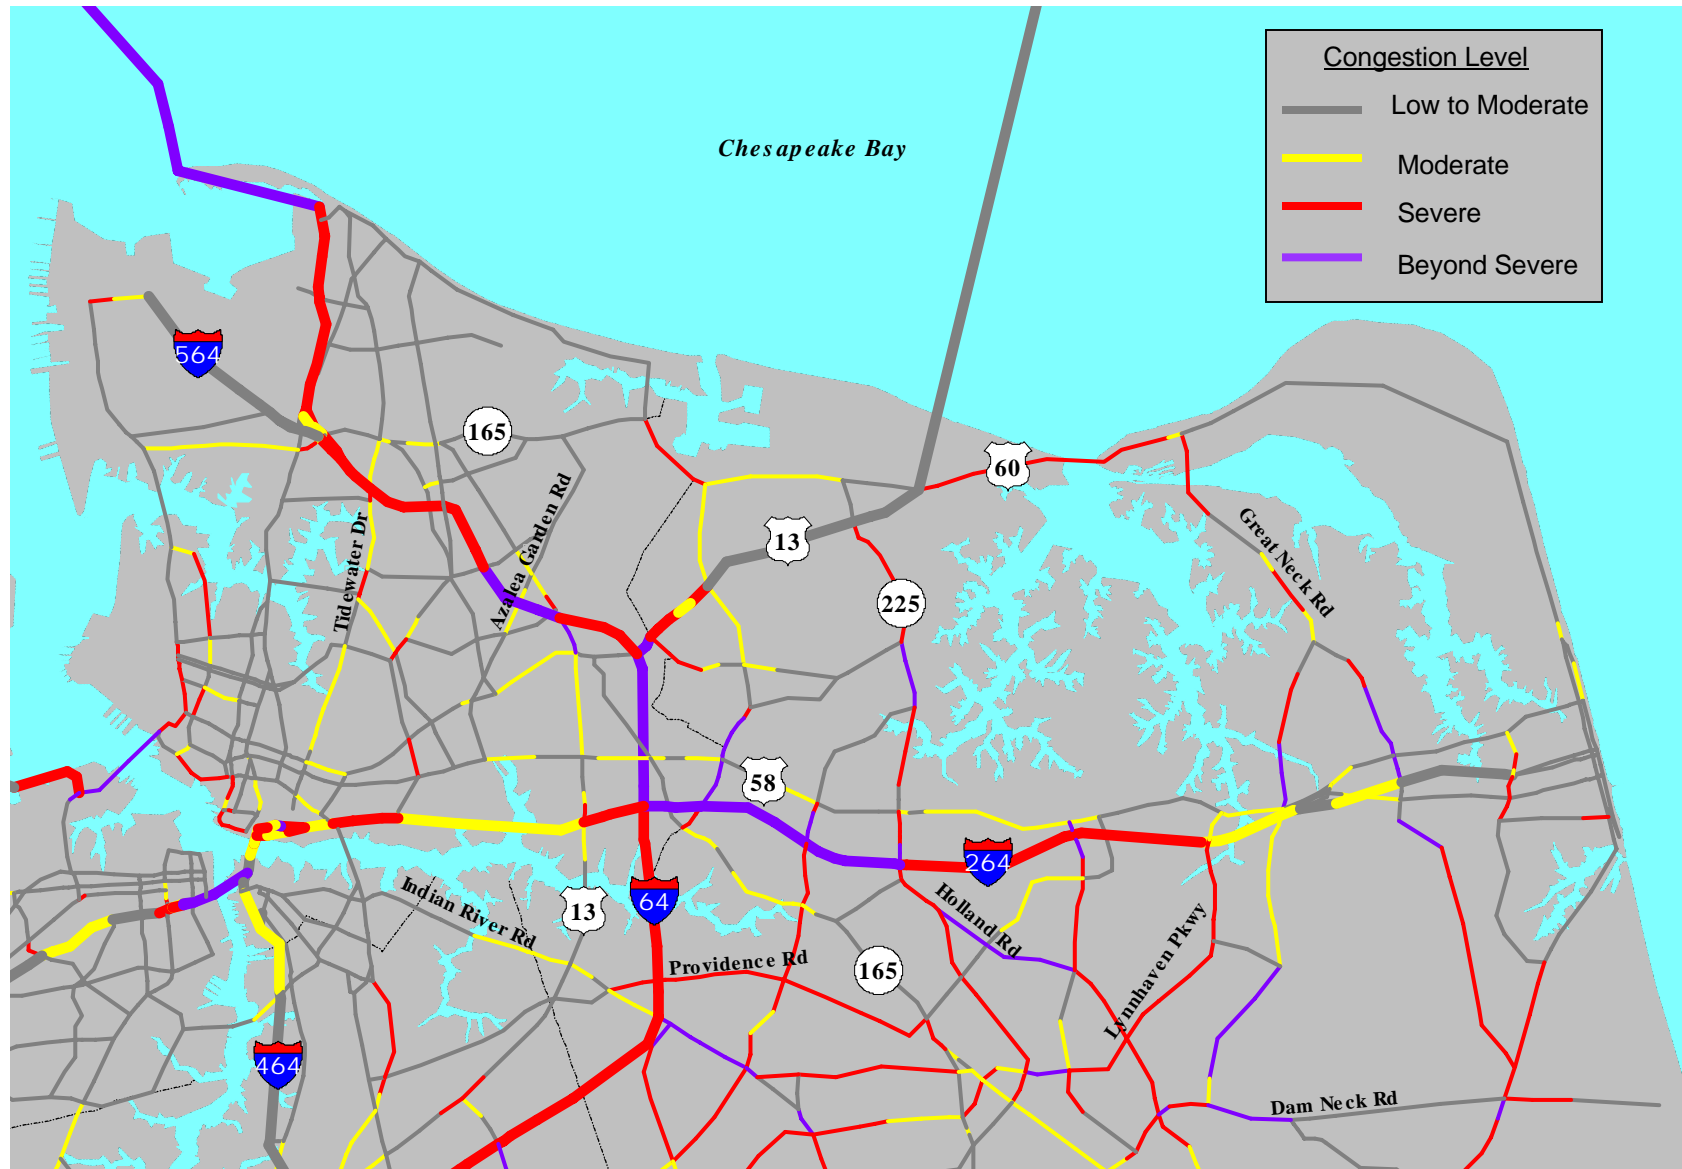 Congestion Level
Low to Moderate
Moderate
Severe
Beyond Severe
Chesapeake Bay
564
165
60
13
225
Great Neck Rd
Tidewater Dr
Azalea Garden Rd
58
264
64
13
Indian River Rd
Holland Rd
Providence Rd
165
Lynnhaven Pkwy
464
Dam Neck Rd